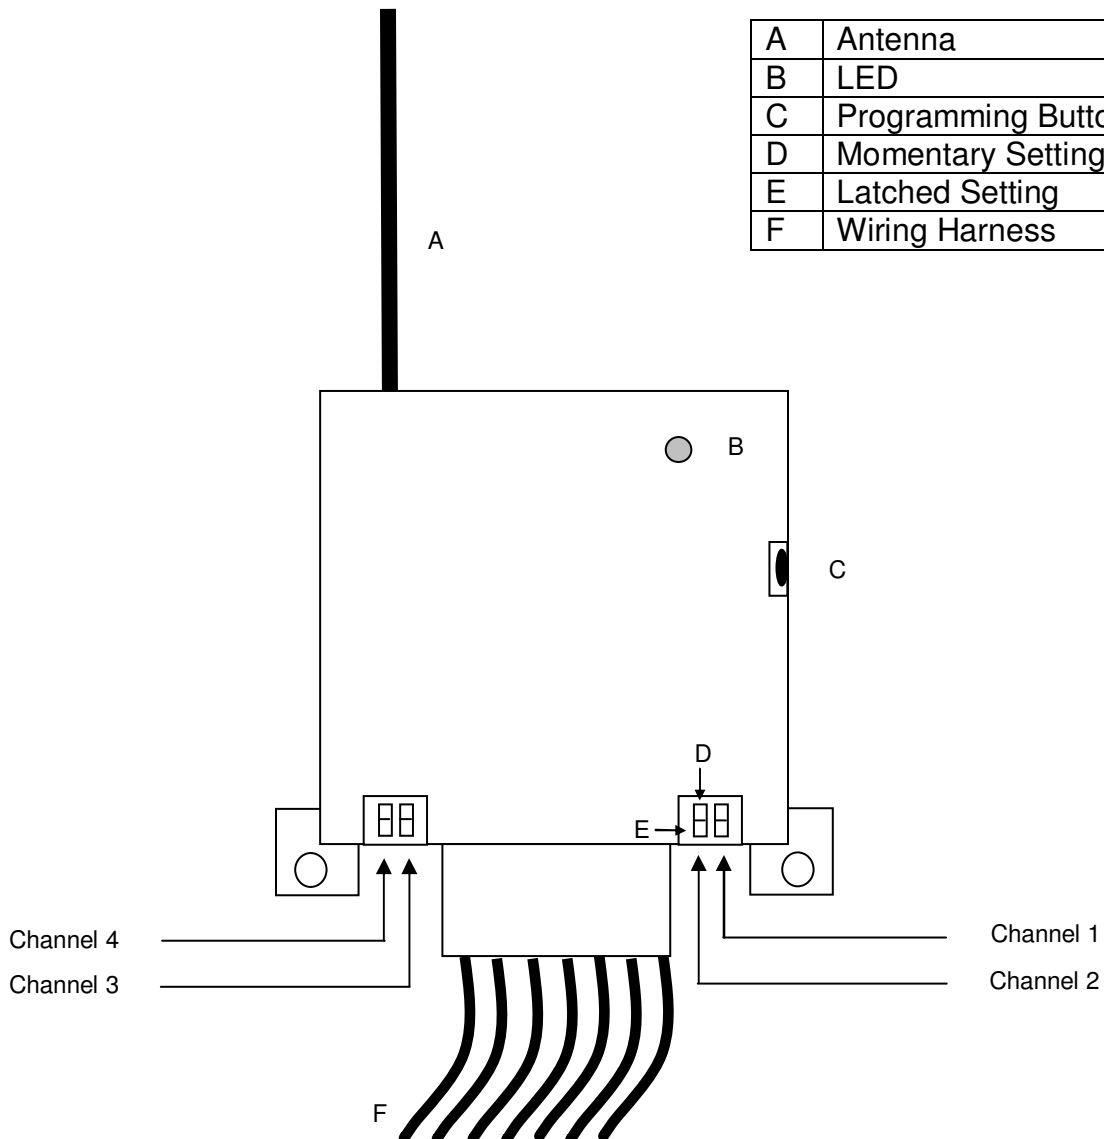 A Antenna
B LED
C Programming Butto
D Momentary Setting
E Latched Setting
F Wiring Harness
A
B
C
D
E
Channel 4
Channel 1
Channel 3
Channel 2
F